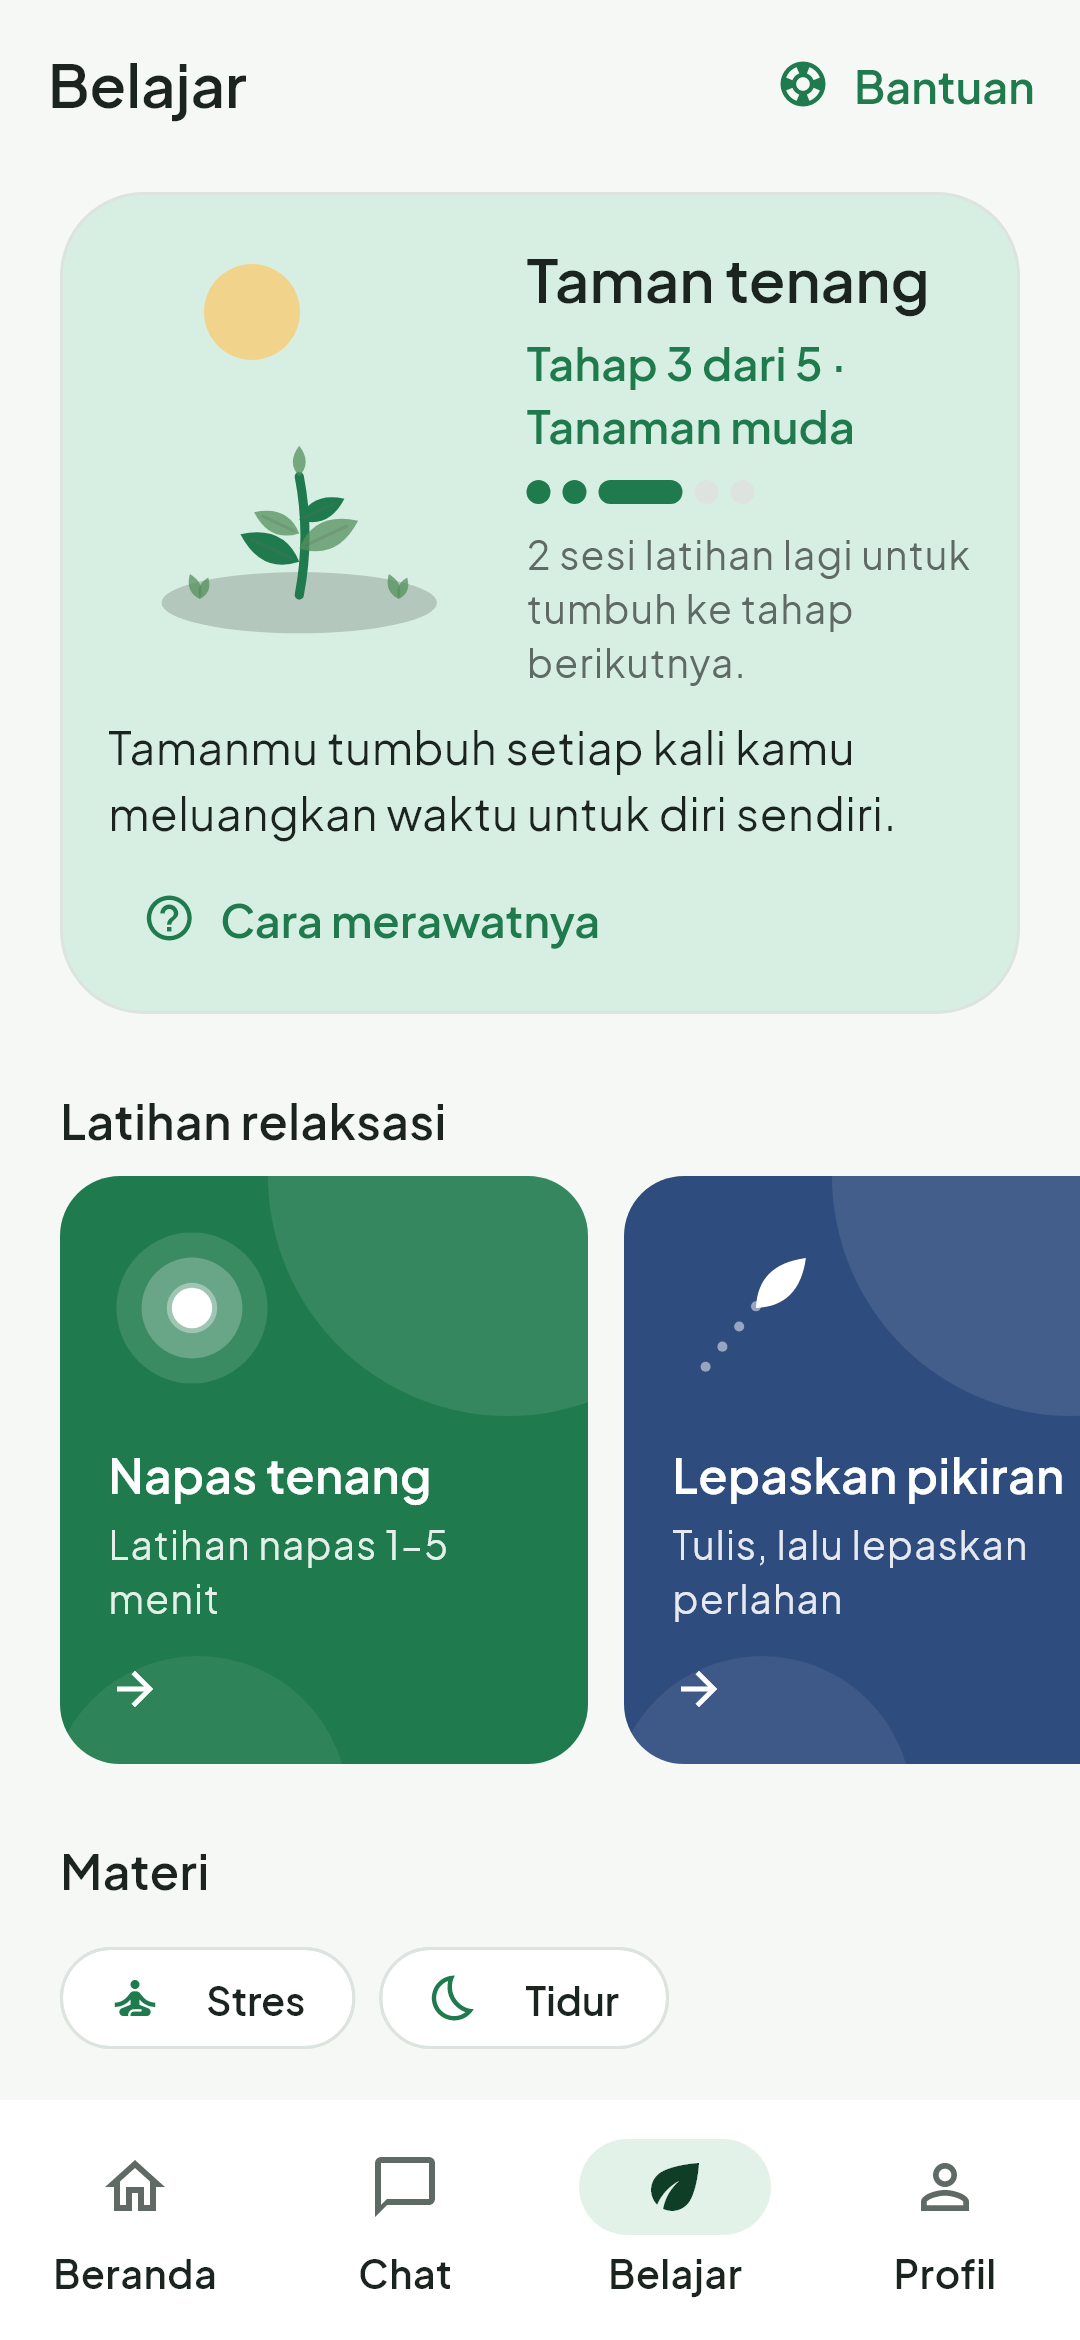 Belajar
Bantuan
Taman tenang
Tahap 3 dari 5 ·
Tanaman muda
2 sesi latihan lagi untuk
tumbuh ke tahap
berikutnya.
Tamanmu tumbuh setiap kali kamu
meluangkan waktu untuk diri sendiri.
Cara merawatnya
Latihan relaksasi
Napas tenang
Latihan napas 1–5
menit
Lepaskan pikiran
Tulis, lalu lepaskan
perlahan
Materi
Stres
Tidur
Beranda
Chat
Belajar
Profil